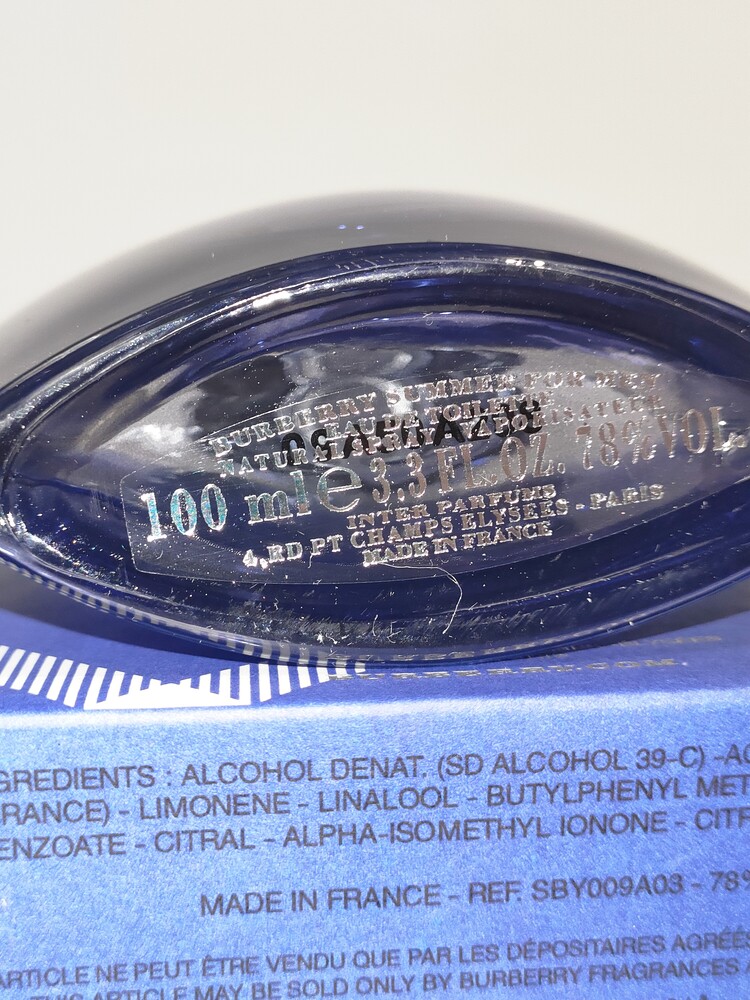 BURBERRY SUMMER FOR MEN
EAU DE TOILETTE
NATURAL SPRAY VAPORISATEUR
100 ml e 3.3 FL.OZ. 78% VOL.
INTER PARFUMS
4, RD PT CHAMPS ELYSEES - PARIS
MADE IN FRANCE
GREDIENTS : ALCOHOL DENAT. (SD ALCOHOL 39-C) -
RANCE) - LIMONENE - LINALOOL - BUTYLPHENYL MET
ENZOATE - CITRAL - ALPHA-ISOMETHYL IONONE - CITR
MADE IN FRANCE - REF. SBY009A03 - 78%
ARTICLE NE PEUT ÊTRE VENDU QUE PAR LES DÉPOSITAIRES AGRÉÉS
THIS ARTICLE MAY BE SOLD ONLY BY BURBERRY FRAGRANCES